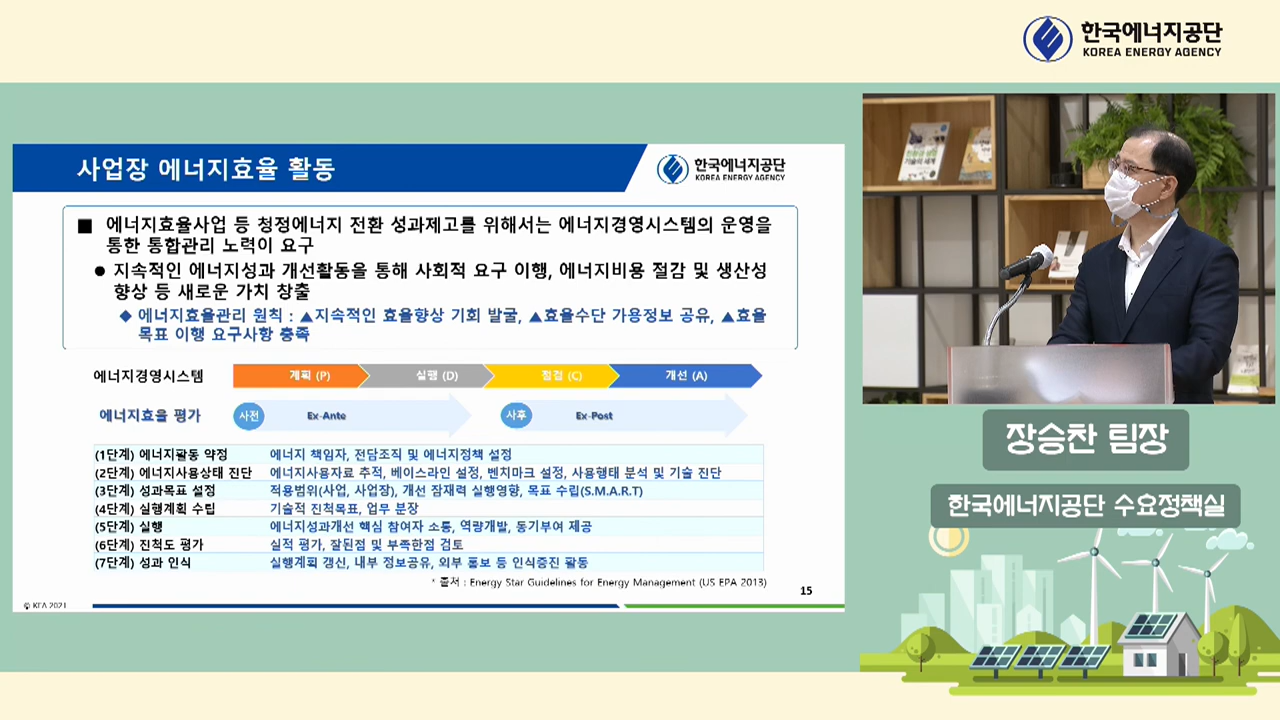 한국에너지공단
KOREA ENERGY AGENCY
사업장 에너지효율 활동
한국에너지공단
KOREA ENERGY AGENCY
■ 에너지효율사업 등 청정에너지 전환 성과제고를 위해서는 에너지경영시스템의 운영을
통한 통합관리 노력이 요구
● 지속적인 에너지성과 개선활동을 통해 사회적 요구 이행, 에너지비용 절감 및 생산성
향상 등 새로운 가치 창출
◆ 에너지효율관리 원칙 : ▲지속적인 효율향상 기회 발굴, ▲효율수단 가용정보 공유, ▲효율
목표 이행 요구사항 충족
에너지경영시스템 계획 (P) 실행 (D) 점검 (C) 개선 (A)
에너지효율 평가 사전 Ex-Ante 사후 Ex-Post
(1단계) 에너지활동 약정 에너지 책임자, 전담조직 및 에너지정책 설정
(2단계) 에너지사용상태 진단 에너지사용자료 추적, 베이스라인 설정, 벤치마크 설정, 사용행태 분석 및 기술 진단
(3단계) 성과목표 설정 적용범위(사업, 사업장), 개선 잠재력 실행영향, 목표 수립(S.M.A.R.T)
(4단계) 실행계획 수립 기술적 진척목표, 업무 분장
(5단계) 실행 에너지성과개선 핵심 참여자 소통, 역량개발, 동기부여 제공
(6단계) 진척도 평가 실적 평가, 잘된점 및 부족한점 검토
(7단계) 성과 인식 실행계획 갱신, 내부 정보공유, 외부 홍보 등 인식증진 활동
* 출처 : Energy Star Guidelines for Energy Management (US EPA 2013)
15
© KEA 2021
장승찬 팀장
한국에너지공단 수요정책실